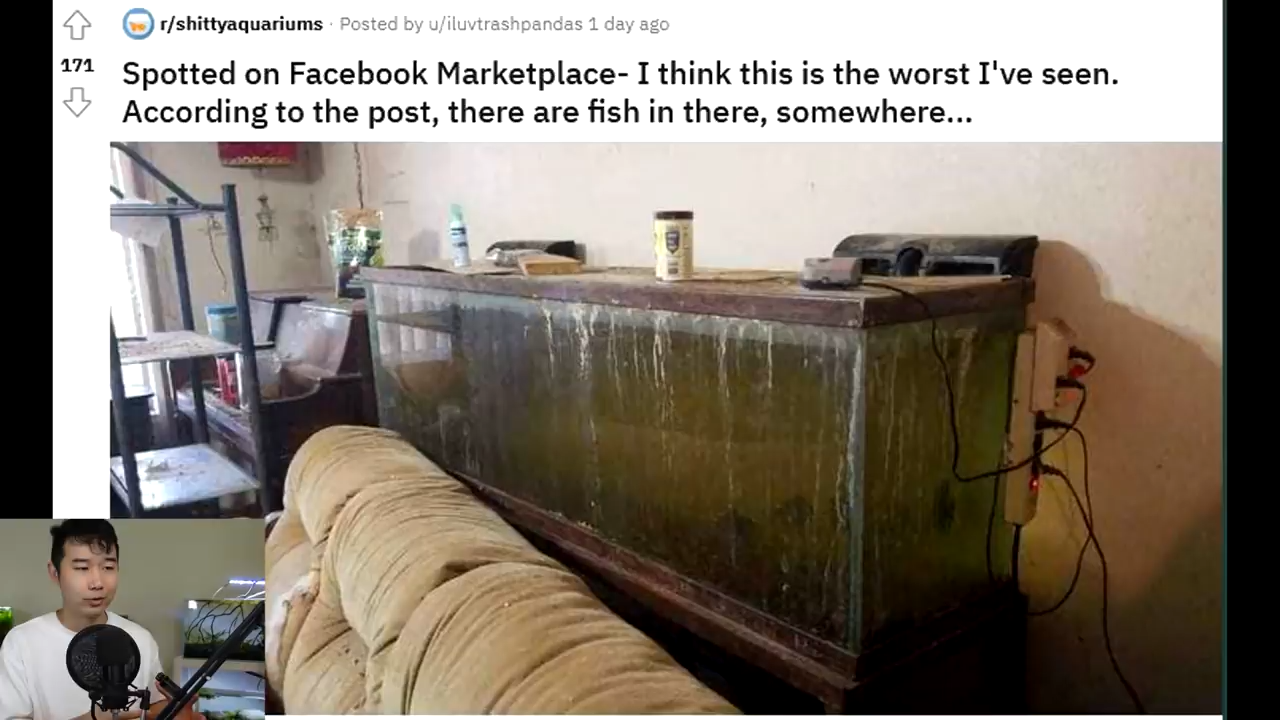 r/shittyaquariums · Posted by u/iluvtrashpandas 1 day ago
171
Spotted on Facebook Marketplace- I think this is the worst I've seen.
According to the post, there are fish in there, somewhere...